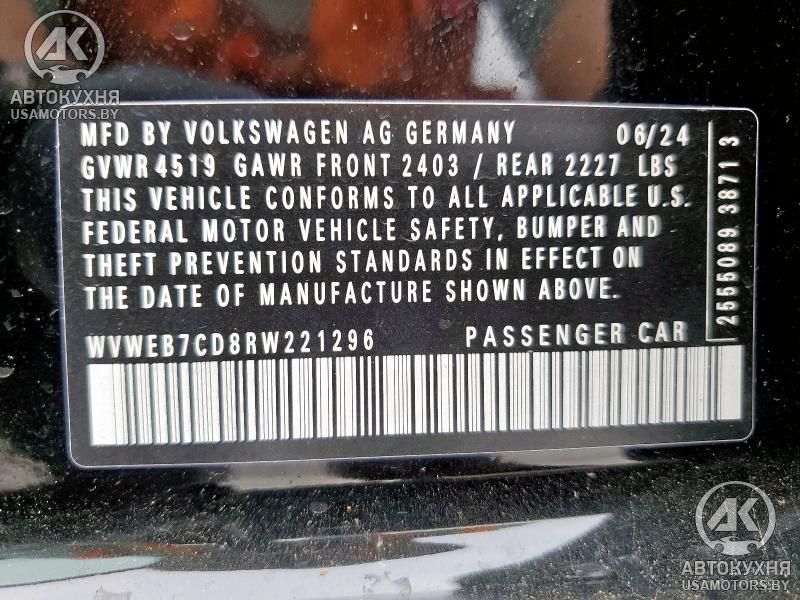 АК
АВТОКУХНЯ
USAMOTORS.BY
MFD BY VOLKSWAGEN AG GERMANY 06/24
GVWR 4519 GAWR FRONT 2403 / REAR 2227 LBS
THIS VEHICLE CONFORMS TO ALL APPLICABLE U.S.
FEDERAL MOTOR VEHICLE SAFETY, BUMPER AND
THEFT PREVENTION STANDARDS IN EFFECT ON
THE DATE OF MANUFACTURE SHOWN ABOVE.
WVWEB7CD8RW221296 PASSENGER CAR
2555089 3871 3
АК
АВТОКУХНЯ
USAMOTORS.BY